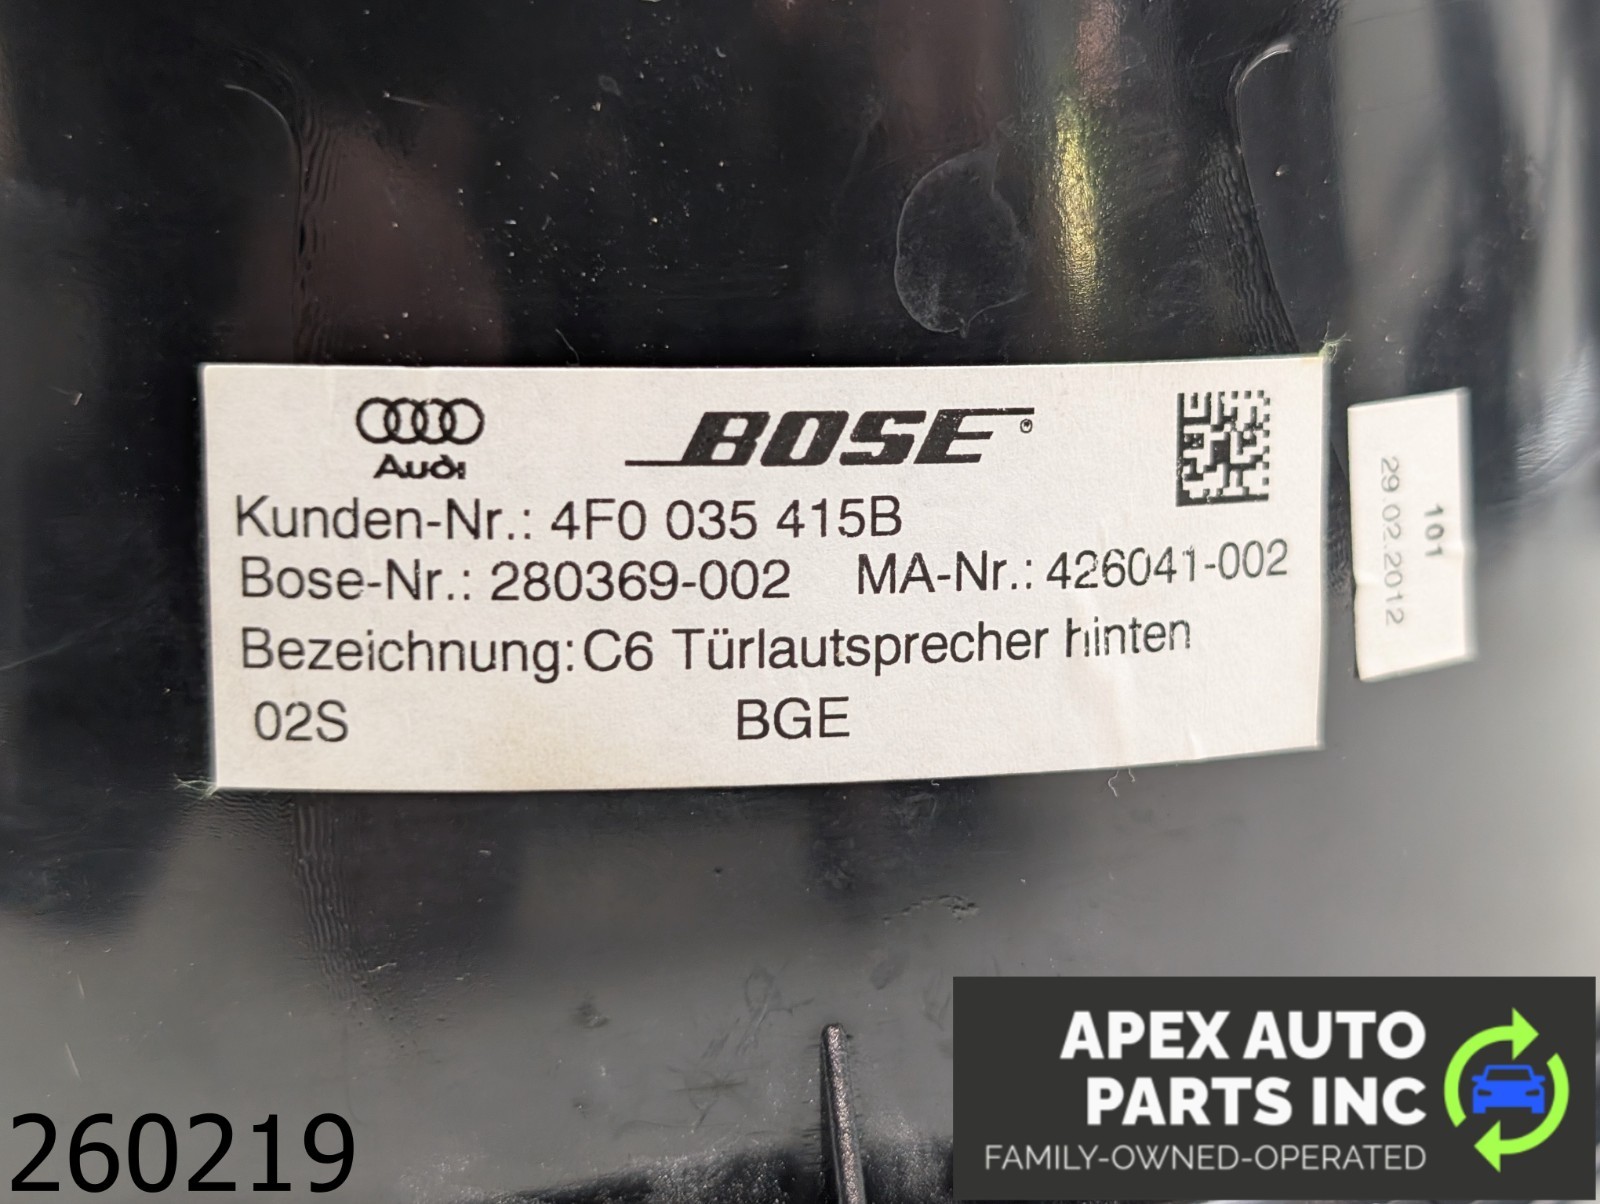 Audi
BOSE®
Kunden-Nr.: 4F0 035 415B
Bose-Nr.: 280369-002 MA-Nr.: 426041-002
Bezeichnung: C6 Türlautsprecher hinten
02S BGE
101
29.02.2012
APEX AUTO
PARTS INC
FAMILY-OWNED-OPERATED
260219